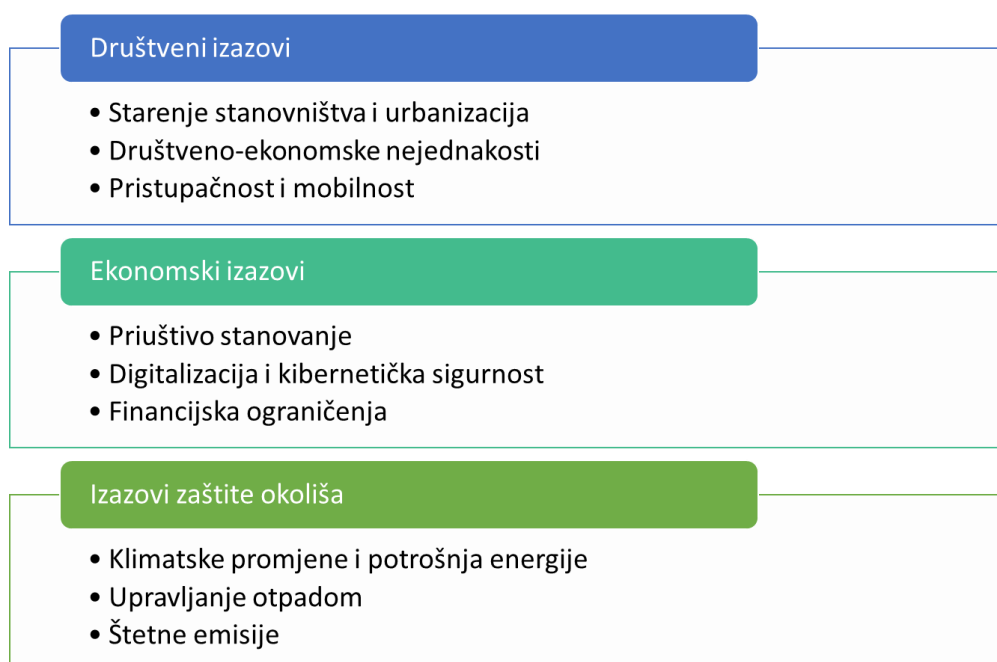 Društveni izazovi
• Starenje stanovništva i urbanizacija
• Društveno-ekonomske nejednakosti
• Pristupačnost i mobilnost
Ekonomski izazovi
• Priuštivo stanovanje
• Digitalizacija i kibernetička sigurnost
• Financijska ograničenja
Izazovi zaštite okoliša
• Klimatske promjene i potrošnja energije
• Upravljanje otpadom
• Štetne emisije